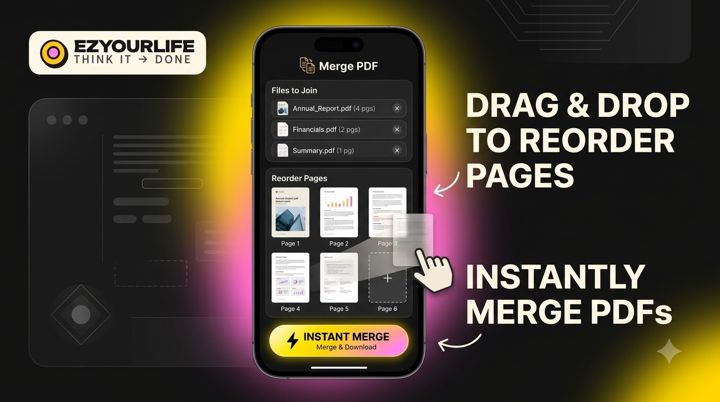 EZYOURLIFE
THINK IT → DONE
Merge PDF
Files to Join
Annual_Report.pdf (4 pgs)
Financials.pdf (2 pgs)
Summary.pdf (1 pg)
Reorder Pages
Page 1
Page 2
Page 3
Page 4
Page 5
Page 6
INSTANT MERGE
Merge & Download
DRAG & DROP
TO REORDER
PAGES
INSTANTLY
MERGE PDFs